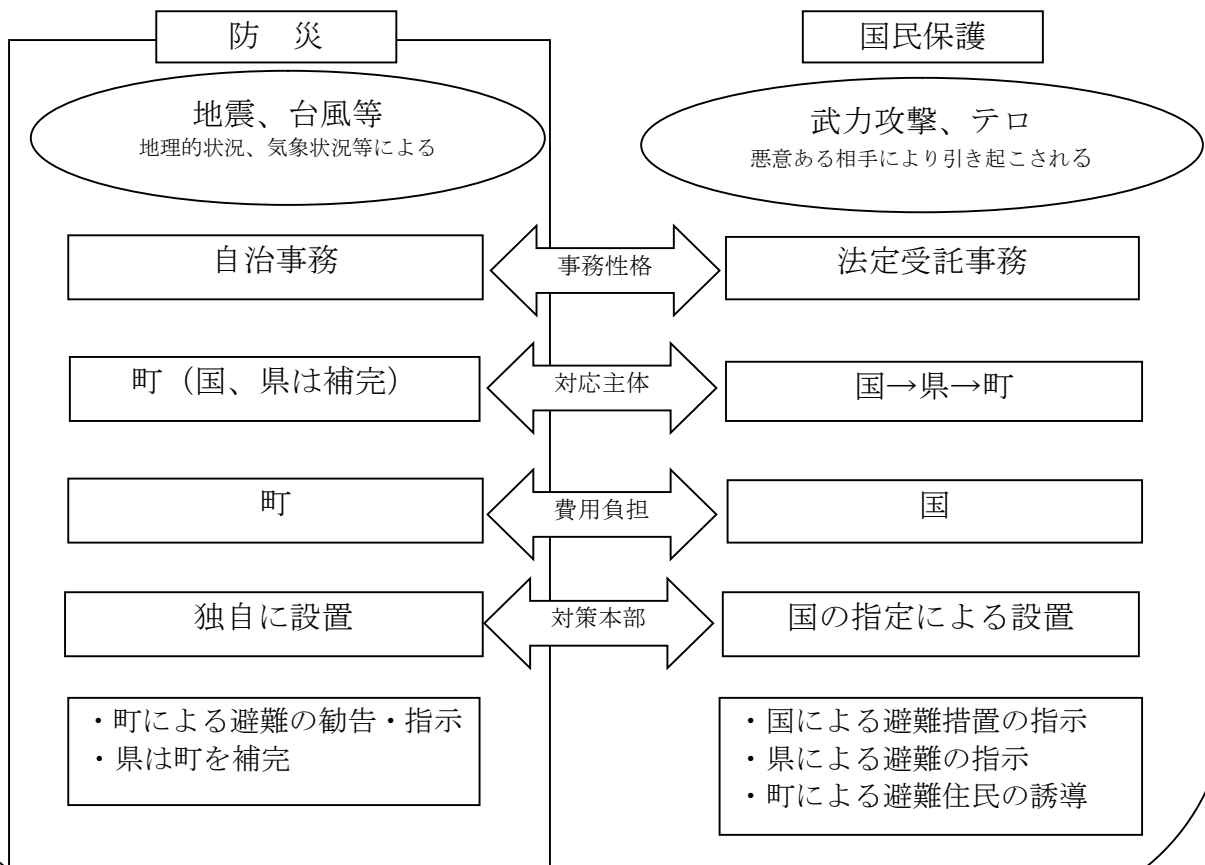 防　災
国民保護
地震、台風等
地理的状況、気象状況等による
武力攻撃、テロ
悪意ある相手により引き起こされる
自治事務
事務性格
法定受託事務
町（国、県は補完）
対応主体
国→県→町
町
費用負担
国
独自に設置
対策本部
国の指定による設置
・町による避難の勧告・指示
・県は町を補完
・国による避難措置の指示
・県による避難の指示
・町による避難住民の誘導